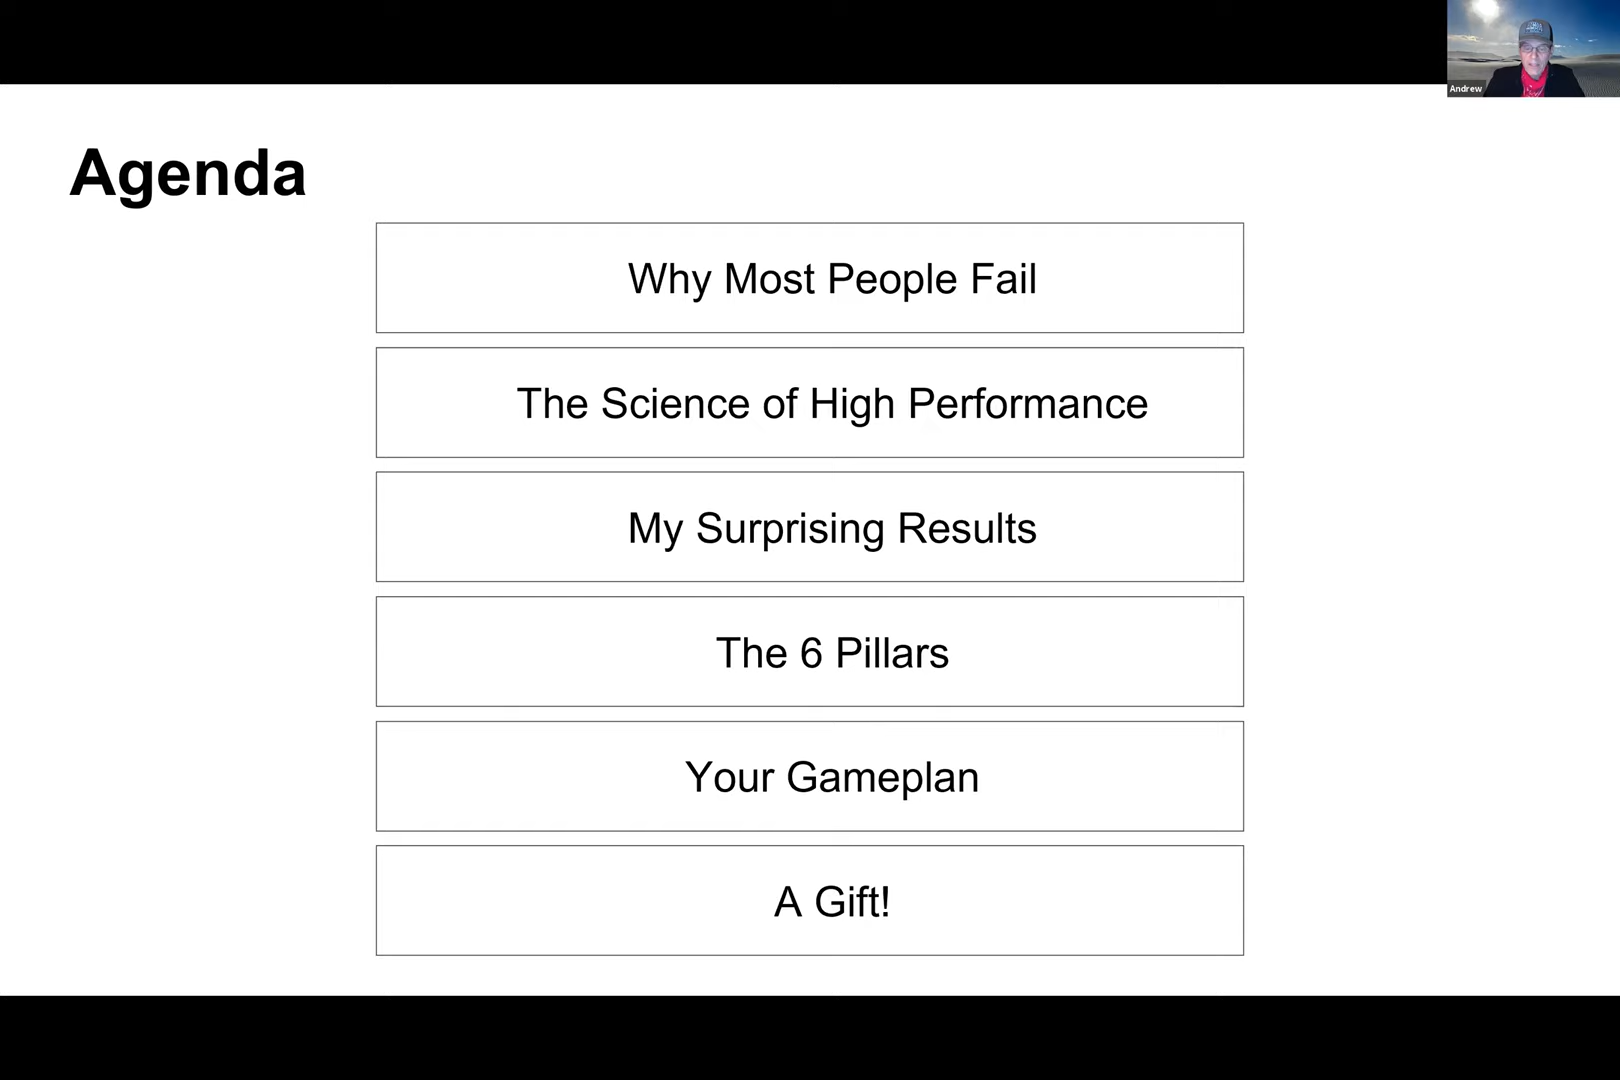 Andrew
Agenda
Why Most People Fail
The Science of High Performance
My Surprising Results
The 6 Pillars
Your Gameplan
A Gift!